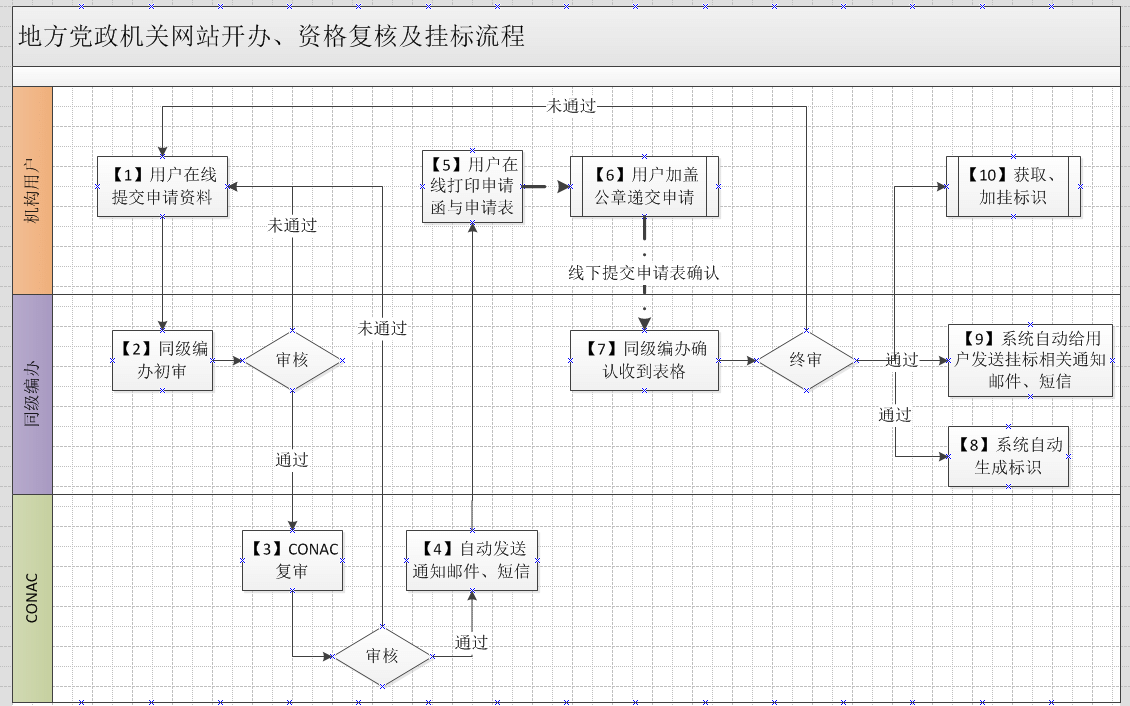 地方党政机关网站开办、资格复核及挂标流程
机构用户
未通过
【1】用户在线
提交申请资料
【5】用户在
线打印申请
函与申请表
【6】用户加盖
公章递交申请
【10】获取、
加挂标识
未通过
线下提交申请表确认
同级编办
未通过
【2】同级编
办初审
审核
【7】同级编办确
认收到表格
终审
通过
【9】系统自动给用
户发送挂标相关通知
邮件、短信
通过
【8】系统自动
生成标识
通过
CONAC
【3】CONAC
复审
【4】自动发送
通知邮件、短信
审核
通过